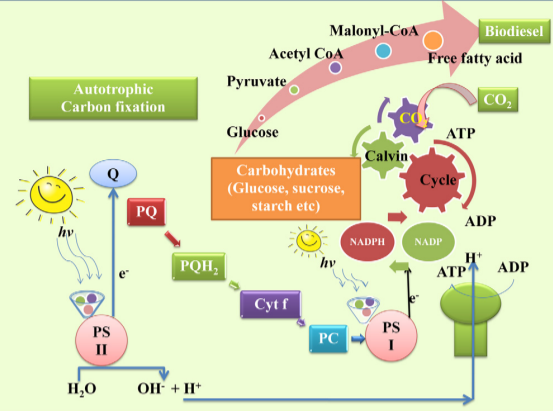 Malonyl-CoA
Biodiesel
Acetyl CoA
Free fatty acid
Autotrophic
Carbon fixation
Pyruvate
Glucose
CO₂
CO₂
ATP
Calvin
Carbohydrates
(Glucose, sucrose,
starch etc)
Cycle
Q
ADP
PQ
hν
NADPH
NADP
PQH₂
hν
H⁺
ATP
ADP
e⁻
Cyt f
e⁻
PS
II
PC
PS
I
H₂O
OH⁻ + H⁺